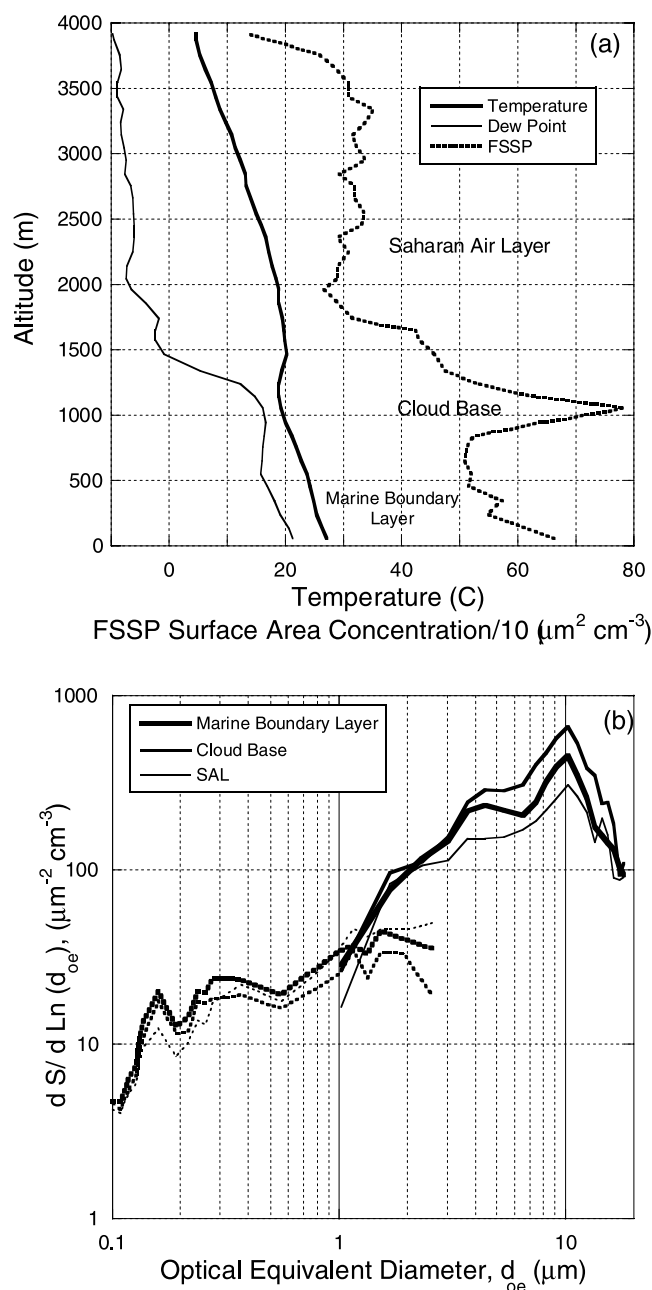 (a)
4000
3500
3000
2500
2000
1500
1000
500
0
Altitude (m)
Temperature
Dew Point
FSSP
Saharan Air Layer
Cloud Base
Marine Boundary
Layer
0 20 40 60 80
Temperature (C)
FSSP Surface Area Concentration/10 (μm² cm⁻³)
(b)
1000
100
10
1
d S/ d Ln (d_oe), (μm⁻² cm⁻³)
Marine Boundary Layer
Cloud Base
SAL
0.1 1 10
Optical Equivalent Diameter, d_oe (μm)